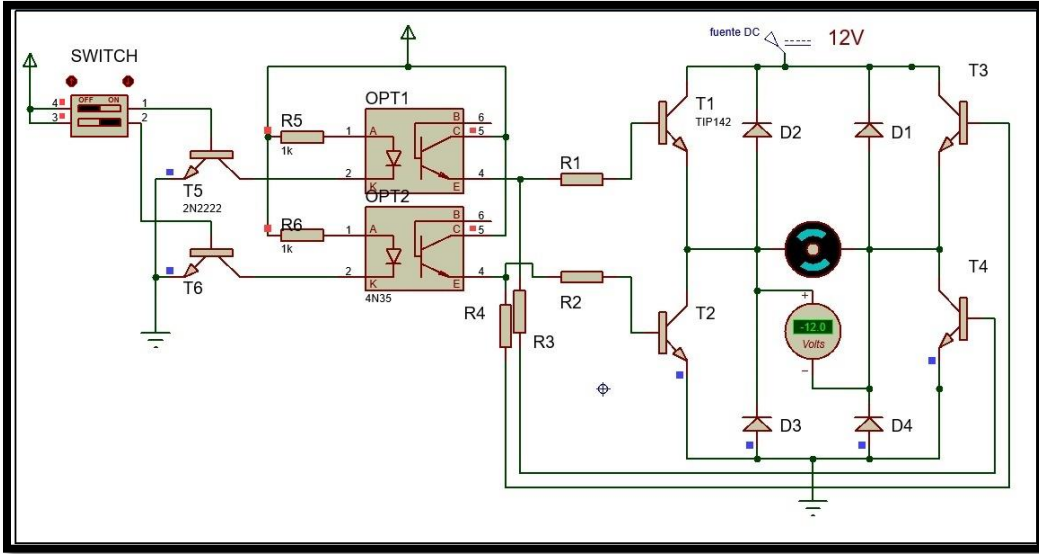 fuente DC
12V
SWITCH
T3
OFF ON
4
3
1
2
OPT1
T1
TIP142
R5
1k
1
2
A
K
B
C
E
6
5
4
D2
D1
R1
T5
2N2222
OPT2
R6
1k
1
2
A
K
B
C
E
6
5
4
T6
4N35
R2
R4
R3
T2
T4
+
-12.0
Volts
−
D3
D4